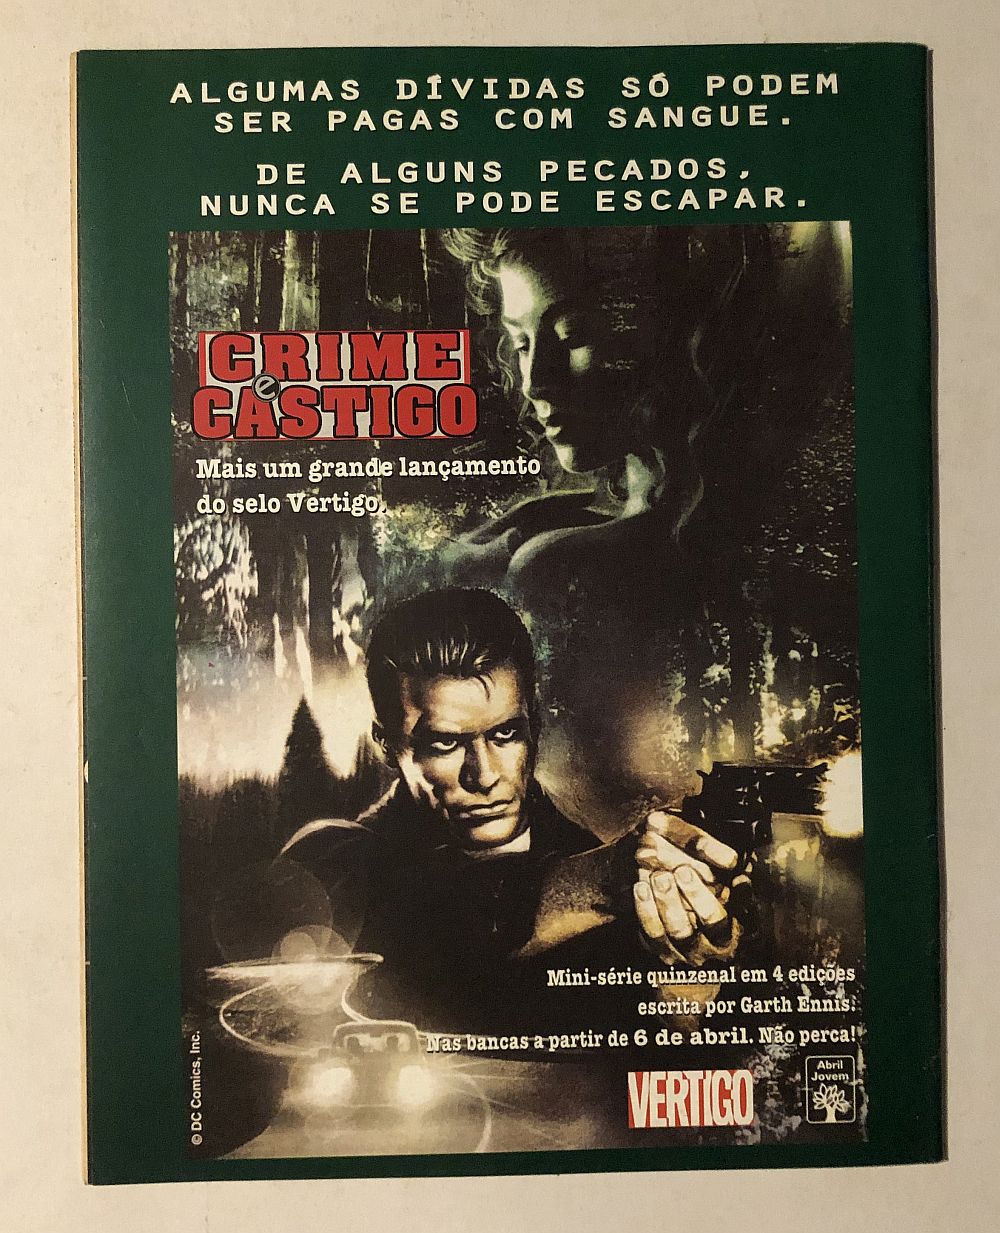 ALGUMAS DÍVIDAS SÓ PODEM
SER PAGAS COM SANGUE.
DE ALGUNS PECADOS,
NUNCA SE PODE ESCAPAR.
CRIME
e
CASTIGO
Mais um grande lançamento
do selo Vertigo.
Mini-série quinzenal em 4 edições
escrita por Garth Ennis.
Nas bancas a partir de 6 de abril. Não perca!
© DC Comics, Inc.
VERTIGO
Abril
Jovem